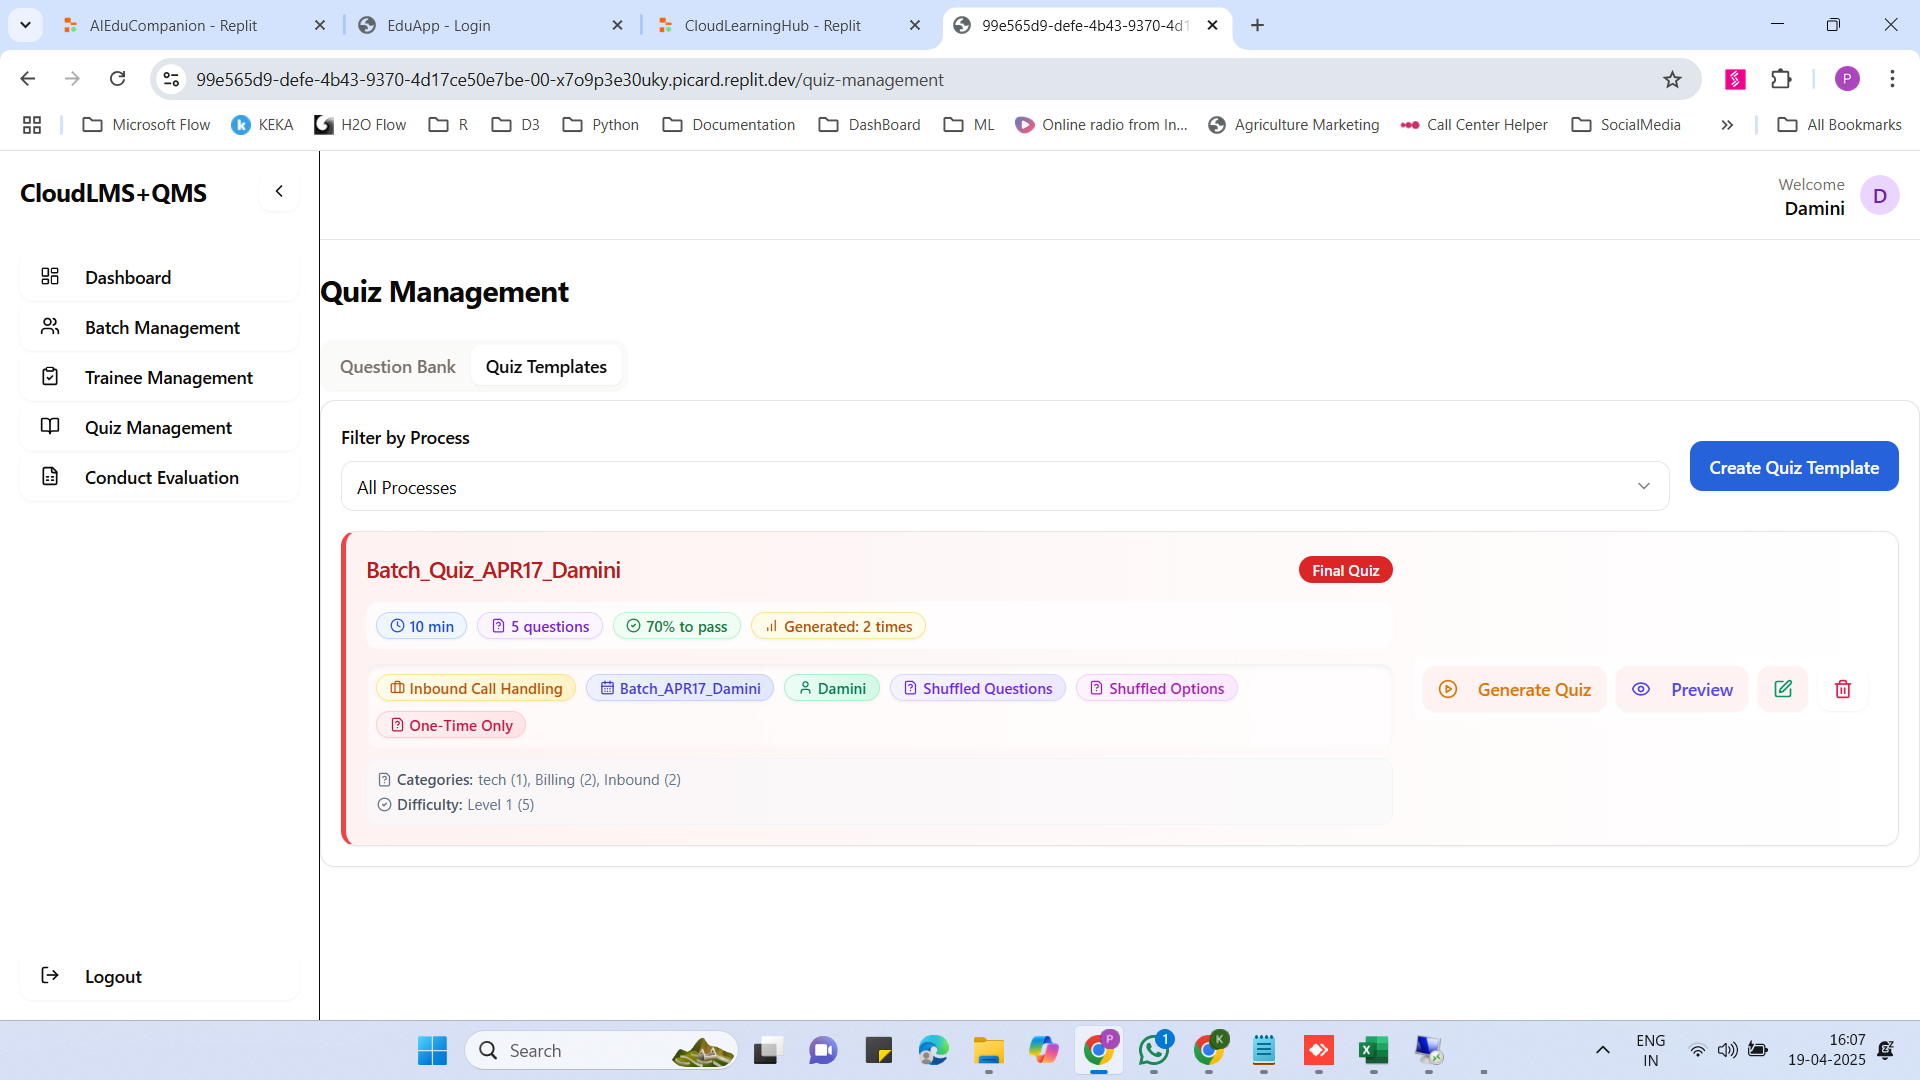 AIEduCompanion - Replit
EduApp - Login
CloudLearningHub - Replit
99e565d9-defe-4b43-9370-4d1
99e565d9-defe-4b43-9370-4d17ce50e7be-00-x7o9p3e30uky.picard.replit.dev/quiz-management
P
Microsoft Flow
KEKA
H2O Flow
R
D3
Python
Documentation
DashBoard
ML
Online radio from In...
Agriculture Marketing
Call Center Helper
SocialMedia
All Bookmarks
CloudLMS+QMS
Welcome
Damini
D
Dashboard
Batch Management
Trainee Management
Quiz Management
Conduct Evaluation
Logout
Quiz Management
Question Bank
Quiz Templates
Filter by Process
All Processes
Create Quiz Template
Batch_Quiz_APR17_Damini
Final Quiz
10 min
5 questions
70% to pass
Generated: 2 times
Inbound Call Handling
Batch_APR17_Damini
Damini
Shuffled Questions
Shuffled Options
One-Time Only
Generate Quiz
Preview
Categories: tech (1), Billing (2), Inbound (2)
Difficulty: Level 1 (5)
Search
P
1
K
ENG
IN
16:07
19-04-2025